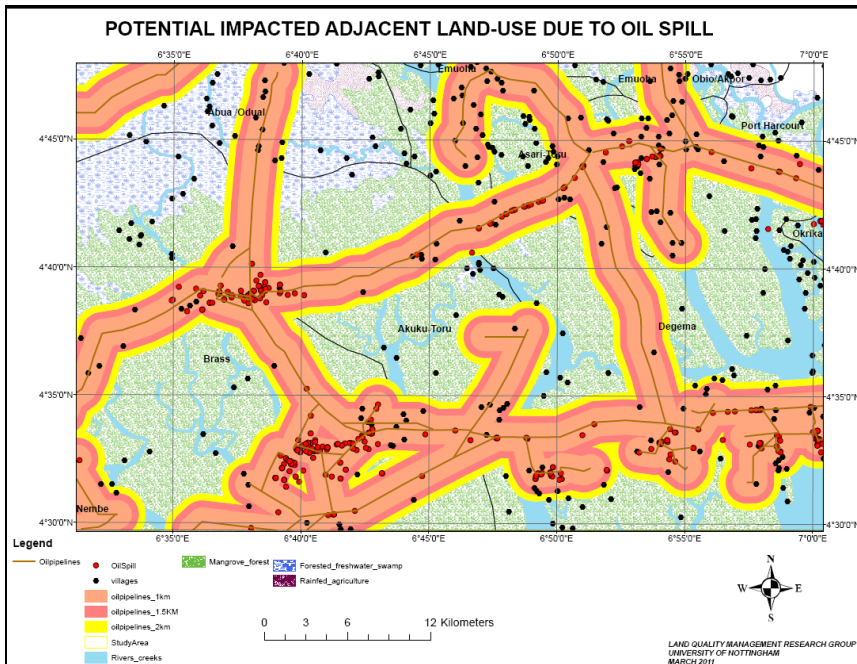 POTENTIAL IMPACTED ADJACENT LAND-USE DUE TO OIL SPILL
6°35'0"E 6°40'0"E 6°45'0"E 6°50'0"E 6°55'0"E 7°0'0"E
Emuoha
Emuoha Obio/Akpor
Abua /Odual
Port Harcourt
4°45'0"N 4°45'0"N
Asari-Toru
Okrika
4°40'0"N 4°40'0"N
Akuku-Toru Degema
Brass
4°35'0"N 4°35'0"N
Nembe
4°30'0"N 4°30'0"N
6°35'0"E 6°40'0"E 6°45'0"E 6°50'0"E 6°55'0"E 7°0'0"E
Legend
Oilpipelines
OilSpill
villages
oilpipelines_1km
oilpipelines_1.5KM
oilpipelines_2km
StudyArea
Rivers_creeks
Mangrove_forest
Forested_freshwater_swamp
Rainfed_agriculture
0 3 6 12 Kilometers
N
W E
S
LAND QUALITY MANAGEMENT RESEARCH GROUP
UNIVERSITY OF NOTTINGHAM
MARCH 2011